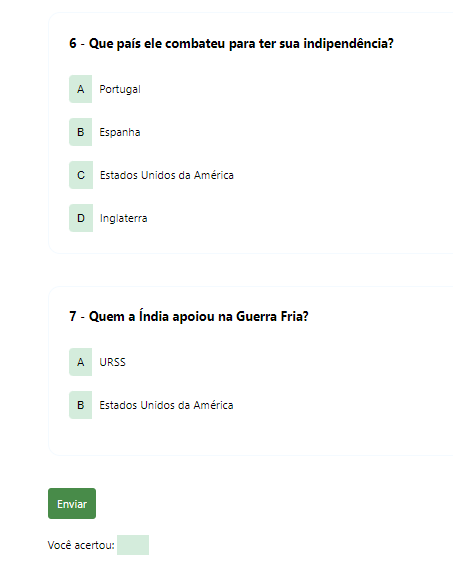 6 - Que país ele combateu para ter sua indipendência?
A Portugal
B Espanha
C Estados Unidos da América
D Inglaterra
7 - Quem a Índia apoiou na Guerra Fria?
A URSS
B Estados Unidos da América
Enviar
Você acertou: